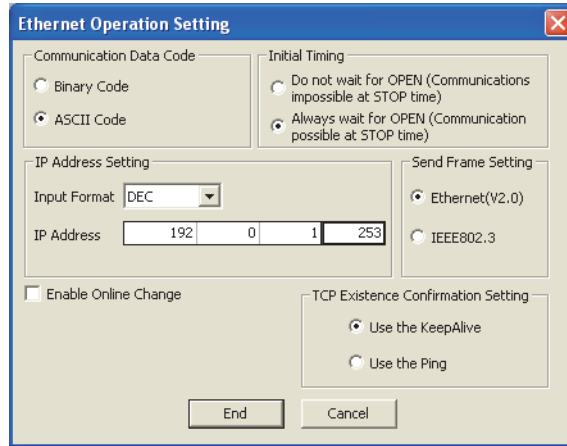 Ethernet Operation Setting
Communication Data Code
Binary Code
ASCII Code
Initial Timing
Do not wait for OPEN (Communications
impossible at STOP time)
Always wait for OPEN (Communication
possible at STOP time)
IP Address Setting
Input Format DEC
IP Address 192 0 1 253
Send Frame Setting
Ethernet(V2.0)
IEEE802.3
Enable Online Change
TCP Existence Confirmation Setting
Use the KeepAlive
Use the Ping
End Cancel